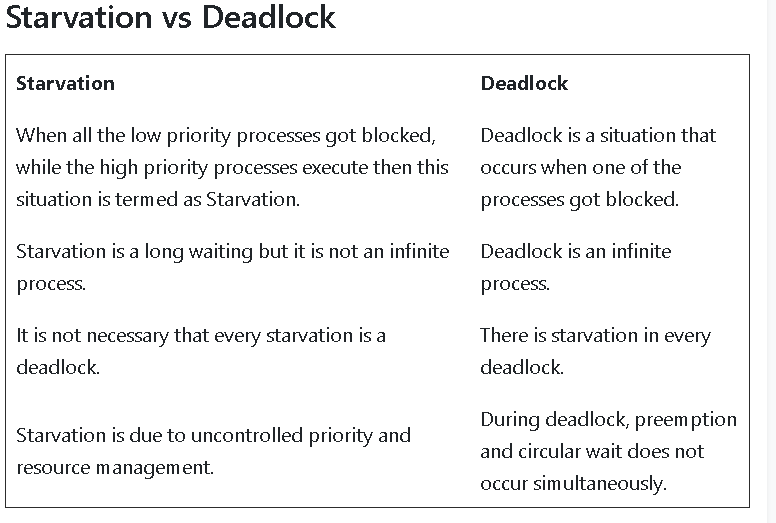 Starvation vs Deadlock
Starvation
Deadlock
When all the low priority processes got blocked,
while the high priority processes execute then this
situation is termed as Starvation.
Deadlock is a situation that
occurs when one of the
processes got blocked.
Starvation is a long waiting but it is not an infinite
process.
Deadlock is an infinite
process.
It is not necessary that every starvation is a
deadlock.
There is starvation in every
deadlock.
Starvation is due to uncontrolled priority and
resource management.
During deadlock, preemption
and circular wait does not
occur simultaneously.